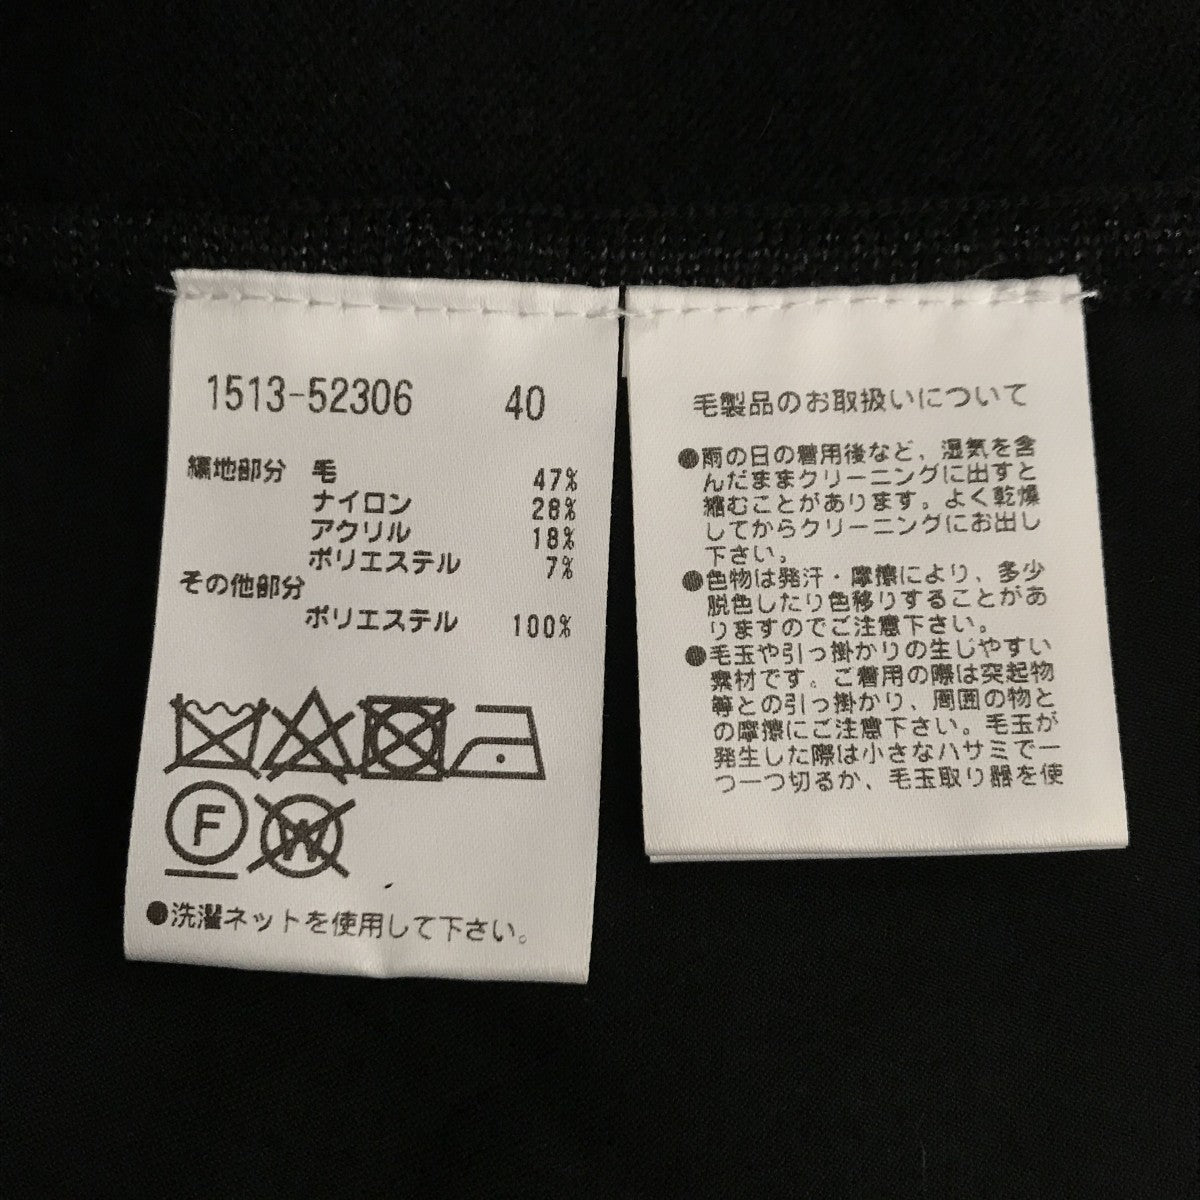 1513-52306 40
編地部分 毛 47%
ナイロン 28%
アクリル 18%
ポリエステル 7%
その他部分
ポリエステル 100%
F
W
●洗濯ネットを使用して下さい。
毛製品のお取扱いについて
●雨の日の着用後など、湿気を含
んだままクリーニングに出すと
縮むことがあります。よく乾燥
してからクリーニングにお出し
下さい。
●色物は発汗・摩擦により、多少
脱色したり色移りすることがあ
りますのでご注意下さい。
●毛玉や引っ掛かりの生じやすい
素材です。ご着用の際は突起物
等との引っ掛かり、周囲の物と
の摩擦にご注意下さい。毛玉が
発生した際は小さなハサミで一
つ一つ切るか、毛玉取り器を使